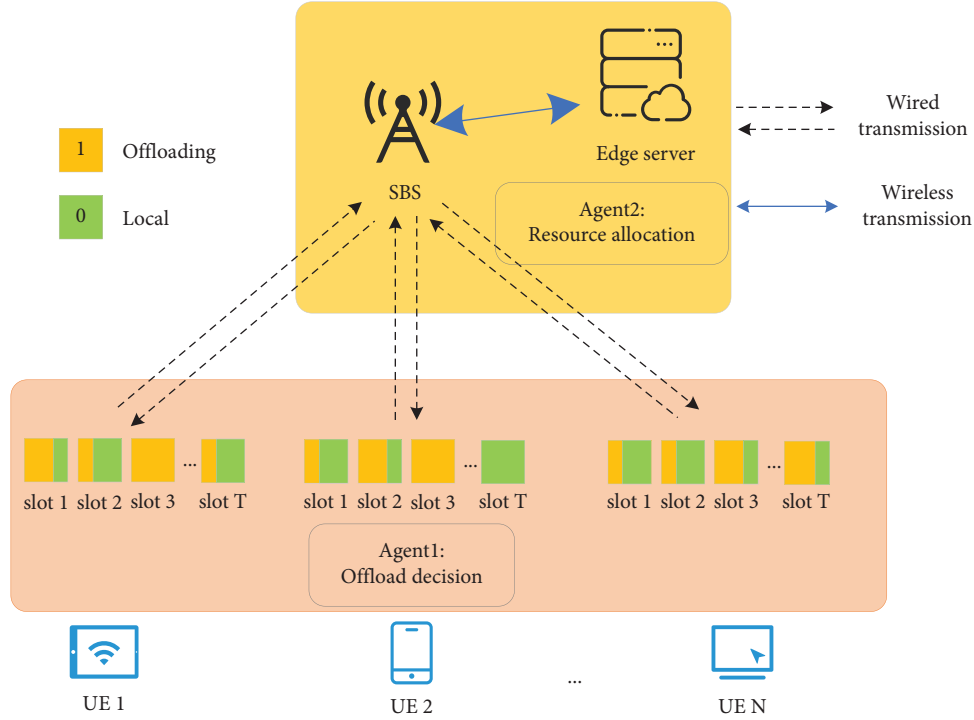 Edge server
SBS
Agent2:
Resource allocation
1 Offloading
0 Local
Wired
transmission
Wireless
transmission
slot 1 slot 2 slot 3 ... slot T
slot 1 slot 2 slot 3 ... slot T
slot 1 slot 2 slot 3 ... slot T
Agent1:
Offload decision
UE 1
UE 2
...
UE N